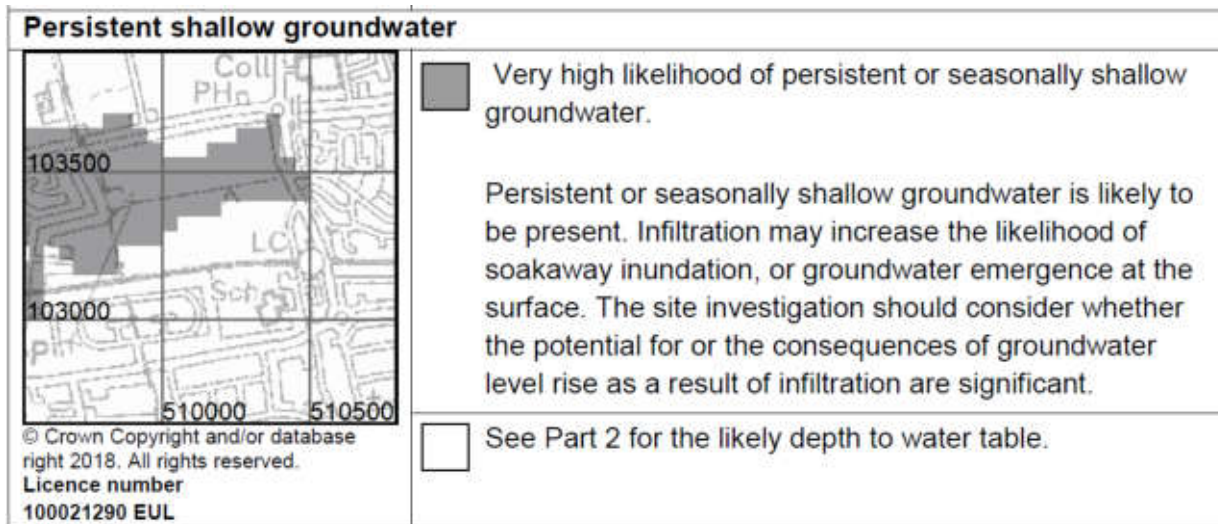 Persistent shallow groundwater
Coll
PH
103500
LC
Sch
103000
P
510000
510500
© Crown Copyright and/or database
right 2018. All rights reserved.
Licence number
100021290 EUL
Very high likelihood of persistent or seasonally shallow
groundwater.
Persistent or seasonally shallow groundwater is likely to
be present. Infiltration may increase the likelihood of
soakaway inundation, or groundwater emergence at the
surface. The site investigation should consider whether
the potential for or the consequences of groundwater
level rise as a result of infiltration are significant.
See Part 2 for the likely depth to water table.